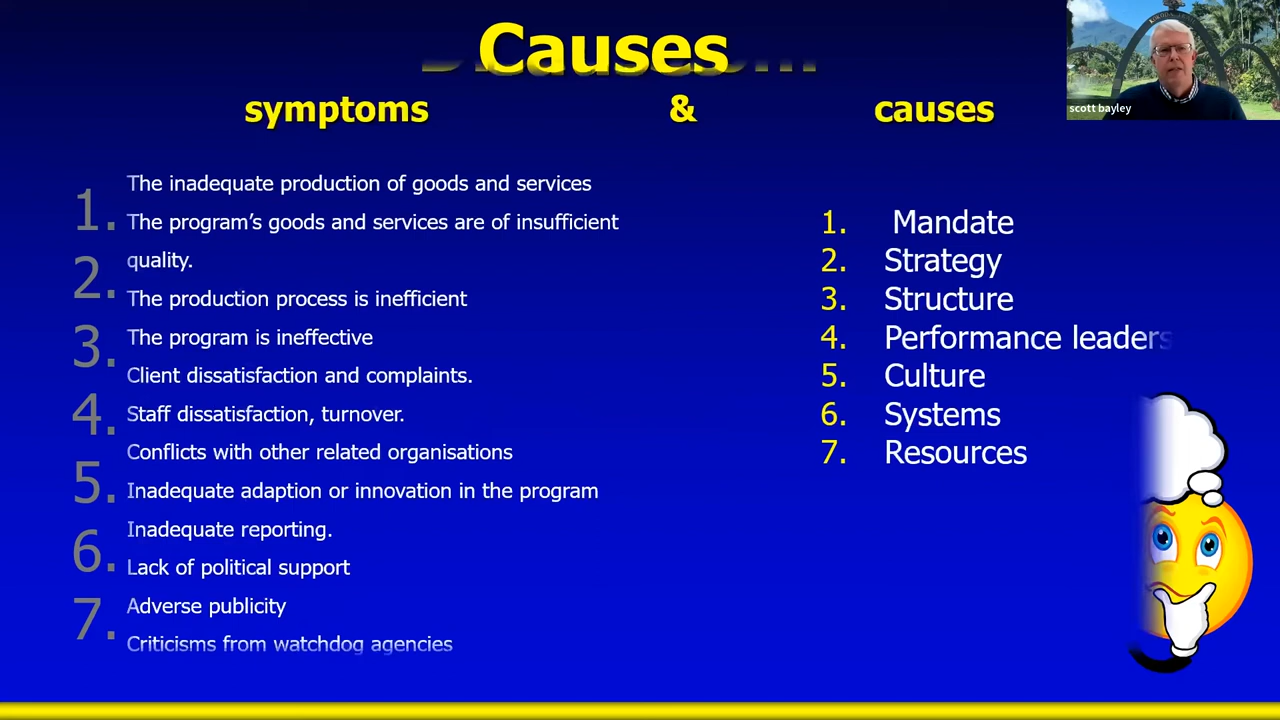 Causes
symptoms & causes
scott bayley
1.
2.
3.
4.
5.
6.
7.
The inadequate production of goods and services
The program's goods and services are of insufficient
quality.
The production process is inefficient
The program is ineffective
Client dissatisfaction and complaints.
Staff dissatisfaction, turnover.
Conflicts with other related organisations
Inadequate adaption or innovation in the program
Inadequate reporting.
Lack of political support
Adverse publicity
Criticisms from watchdog agencies
1. Mandate
2. Strategy
3. Structure
4. Performance leaders
5. Culture
6. Systems
7. Resources